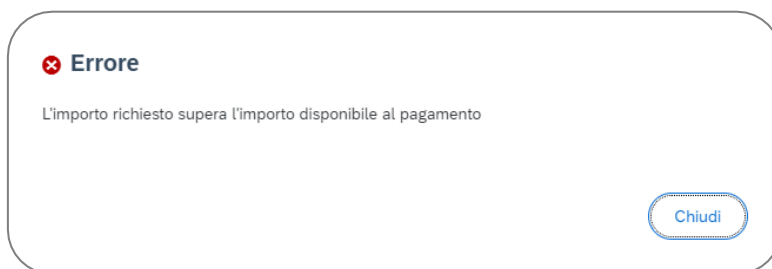 Errore
L'importo richiesto supera l'importo disponibile al pagamento
Chiudi